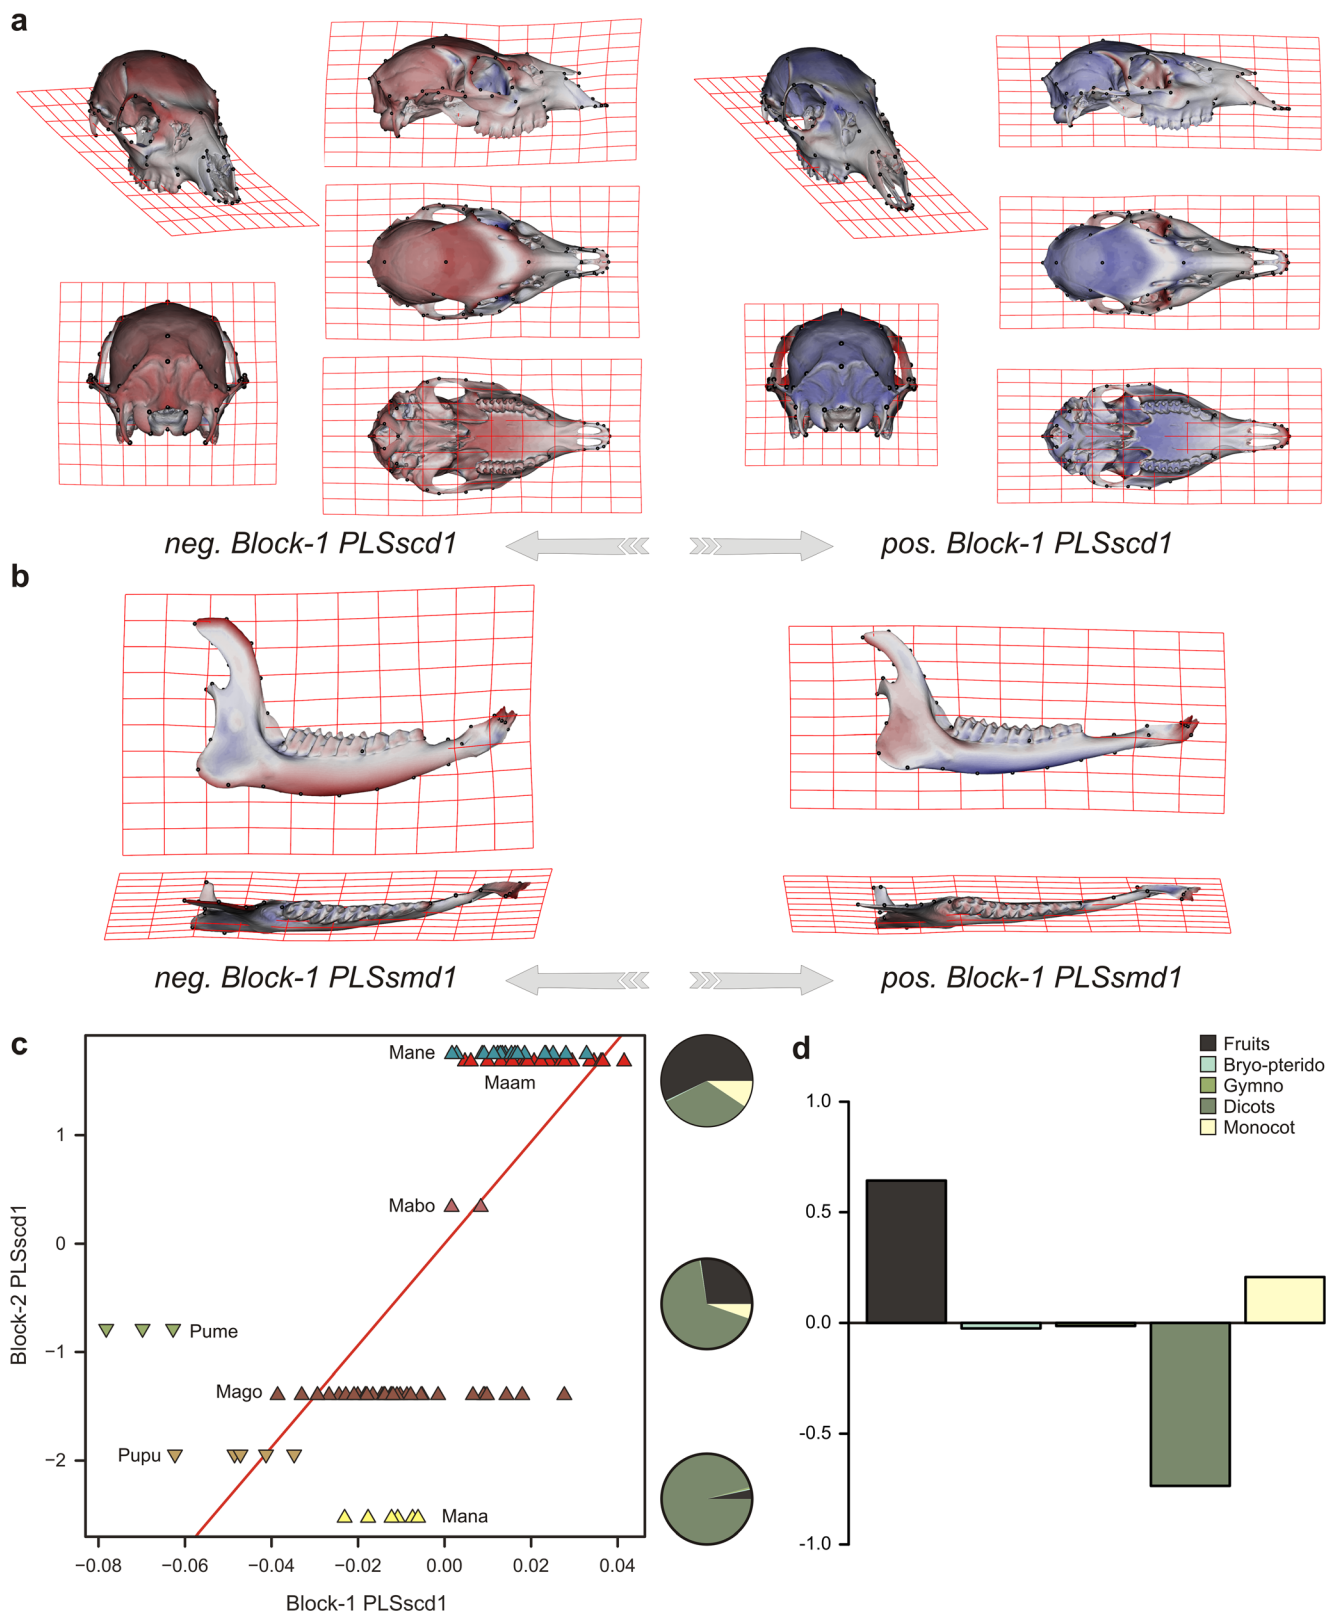 a
neg. Block-1 PLSscd1
pos. Block-1 PLSscd1
b
neg. Block-1 PLSsmd1
pos. Block-1 PLSsmd1
c
Mane
Maam
Mabo
Pume
Mago
Pupu
Mana
1
0
−1
−2
Block-2 PLSscd1
−0.08
−0.06
−0.04
−0.02
0.00
0.02
0.04
Block-1 PLSscd1
d
Fruits
Bryo-pterido
Gymno
Dicots
Monocot
1.0
0.5
0.0
-0.5
-1.0